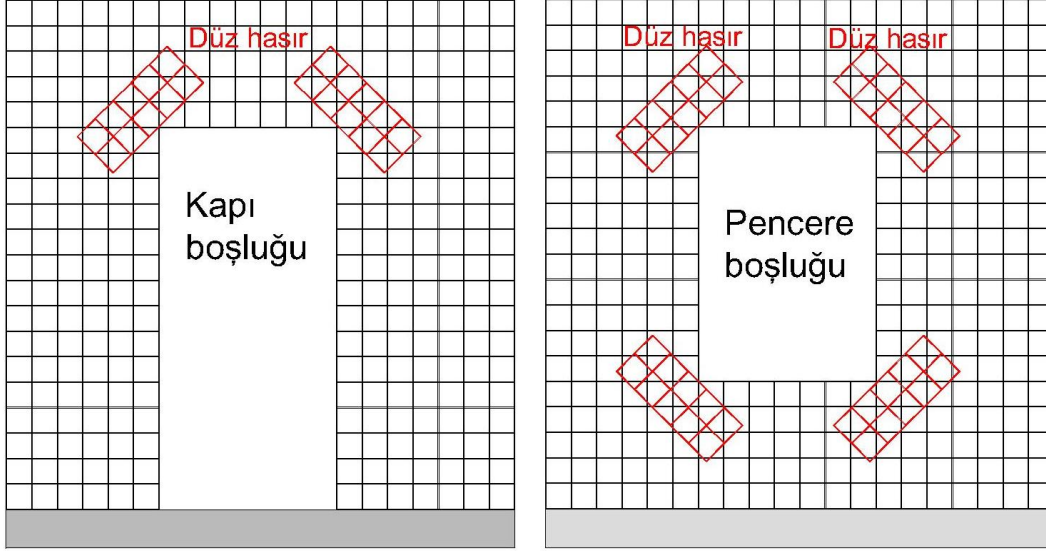 Düz hasır
Kapı
boşluğu
Düz hasır
Düz hasır
Pencere
boşluğu